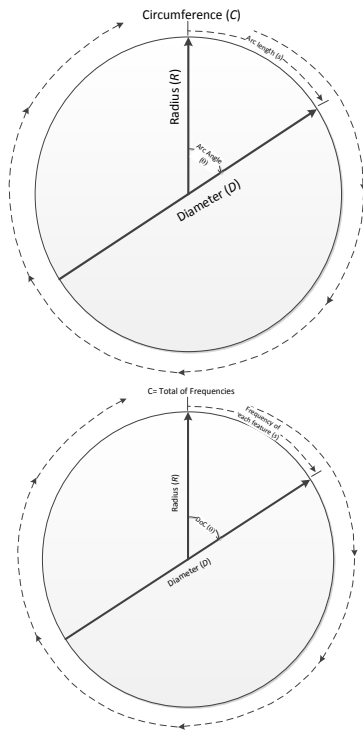 Circumference (C)
Arc length (s)
Radius (R)
Arc Angle
(θ)
Diameter (D)
C= Total of Frequencies
Frequency of
each feature (s)
Radius (R)
DoC (θ)
Diameter (D)